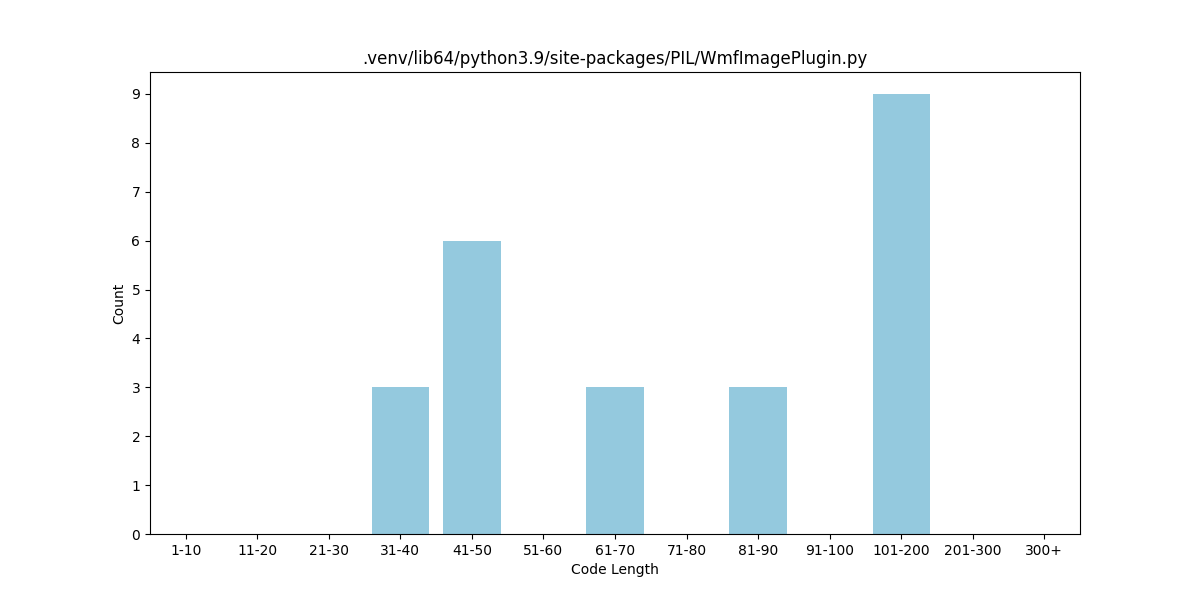 .venv/lib64/python3.9/site-packages/PIL/WmfImagePlugin.py
9
8
7
6
5
4
3
2
1
0
Count
1-10 11-20 21-30 31-40 41-50 51-60 61-70 71-80 81-90 91-100 101-200 201-300 300+
Code Length